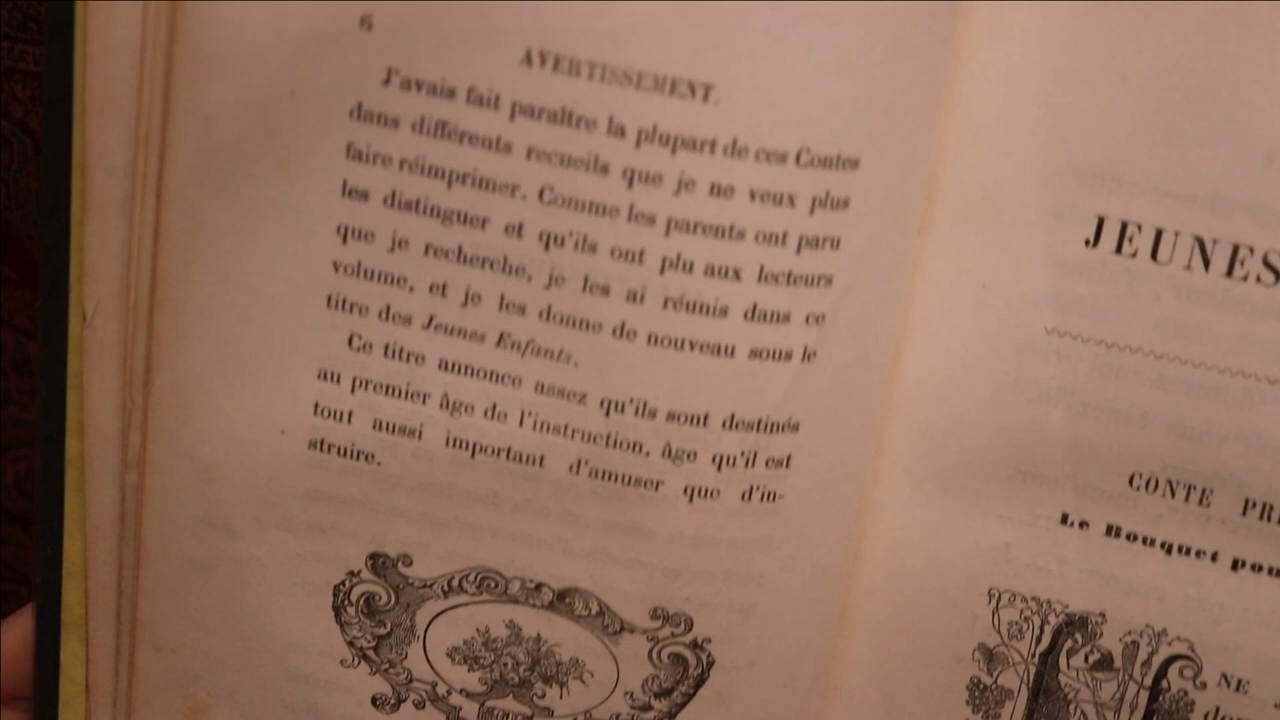 6
AVERTISSEMENT.
J'avais fait paraître la plupart de ces Contes
dans différents recueils que je ne veux plus
faire réimprimer. Comme les parents ont paru
les distinguer et qu'ils ont plu aux lecteurs
que je recherche, je les ai réunis dans ce
volume, et je les donne de nouveau sous le
titre des Jeunes Enfants.
Ce titre annonce assez qu'ils sont destinés
au premier âge de l'instruction, âge qu'il est
tout aussi important d'amuser que d'in-
struire.
JEUNES
CONTE PR
Le Bouquet pou
UNE